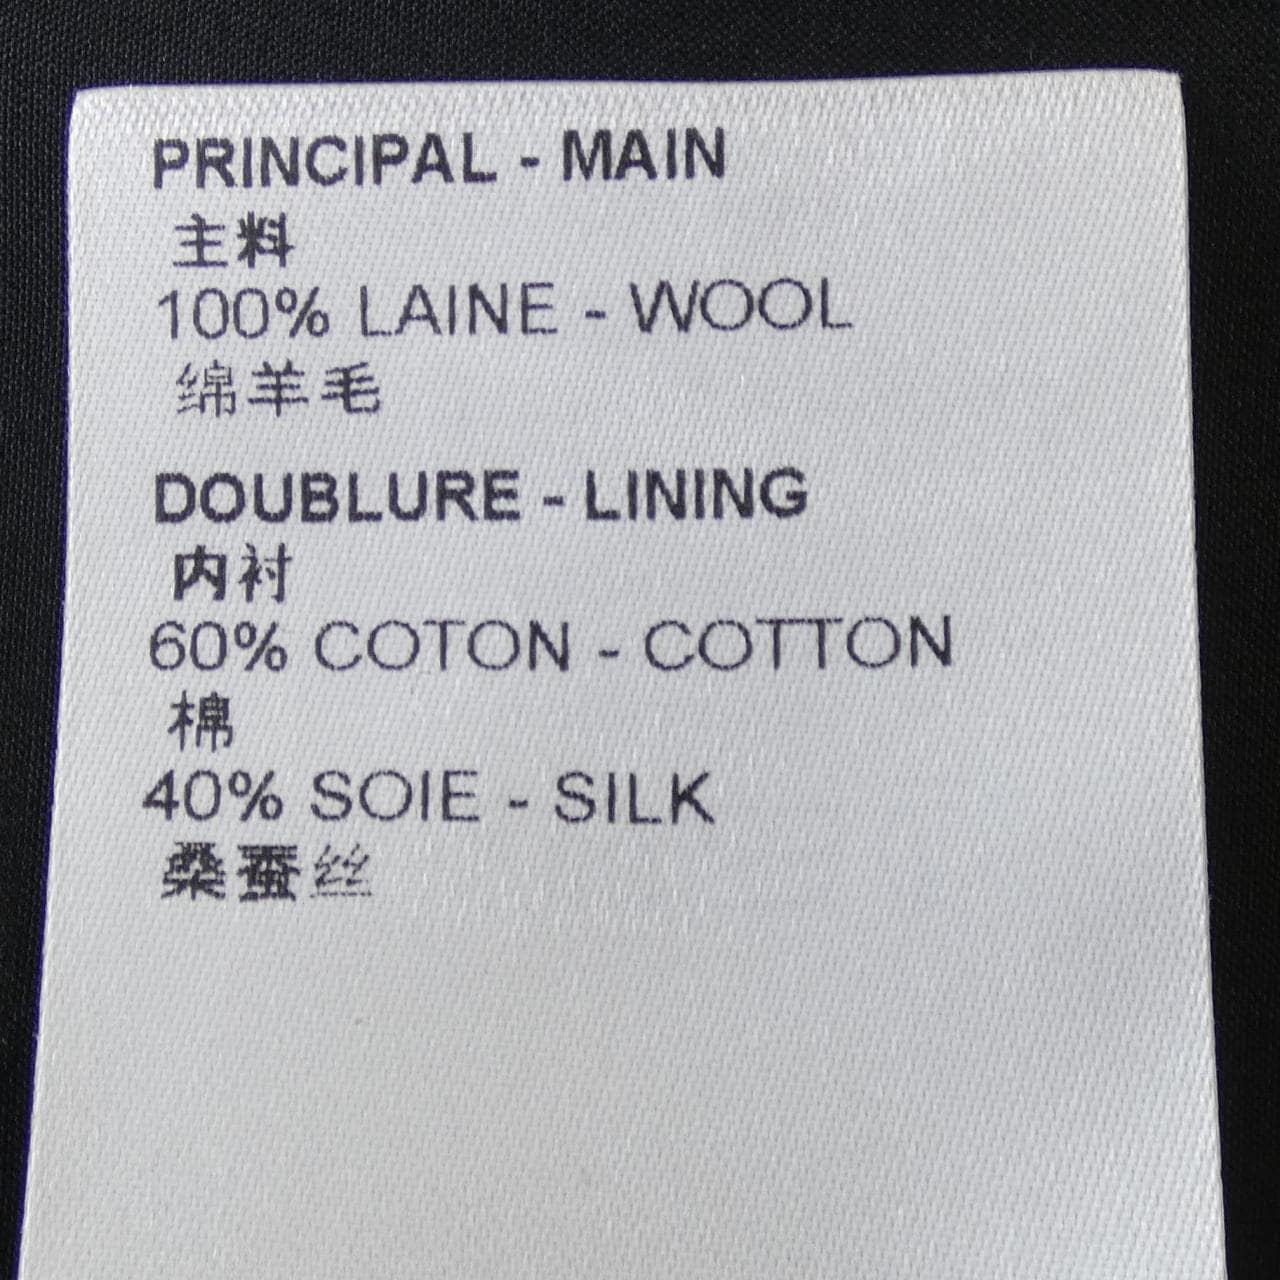 PRINCIPAL - MAIN
主料
100% LAINE - WOOL
绵羊毛
DOUBLURE - LINING
内衬
60% COTON - COTTON
棉
40% SOIE - SILK
桑蚕丝